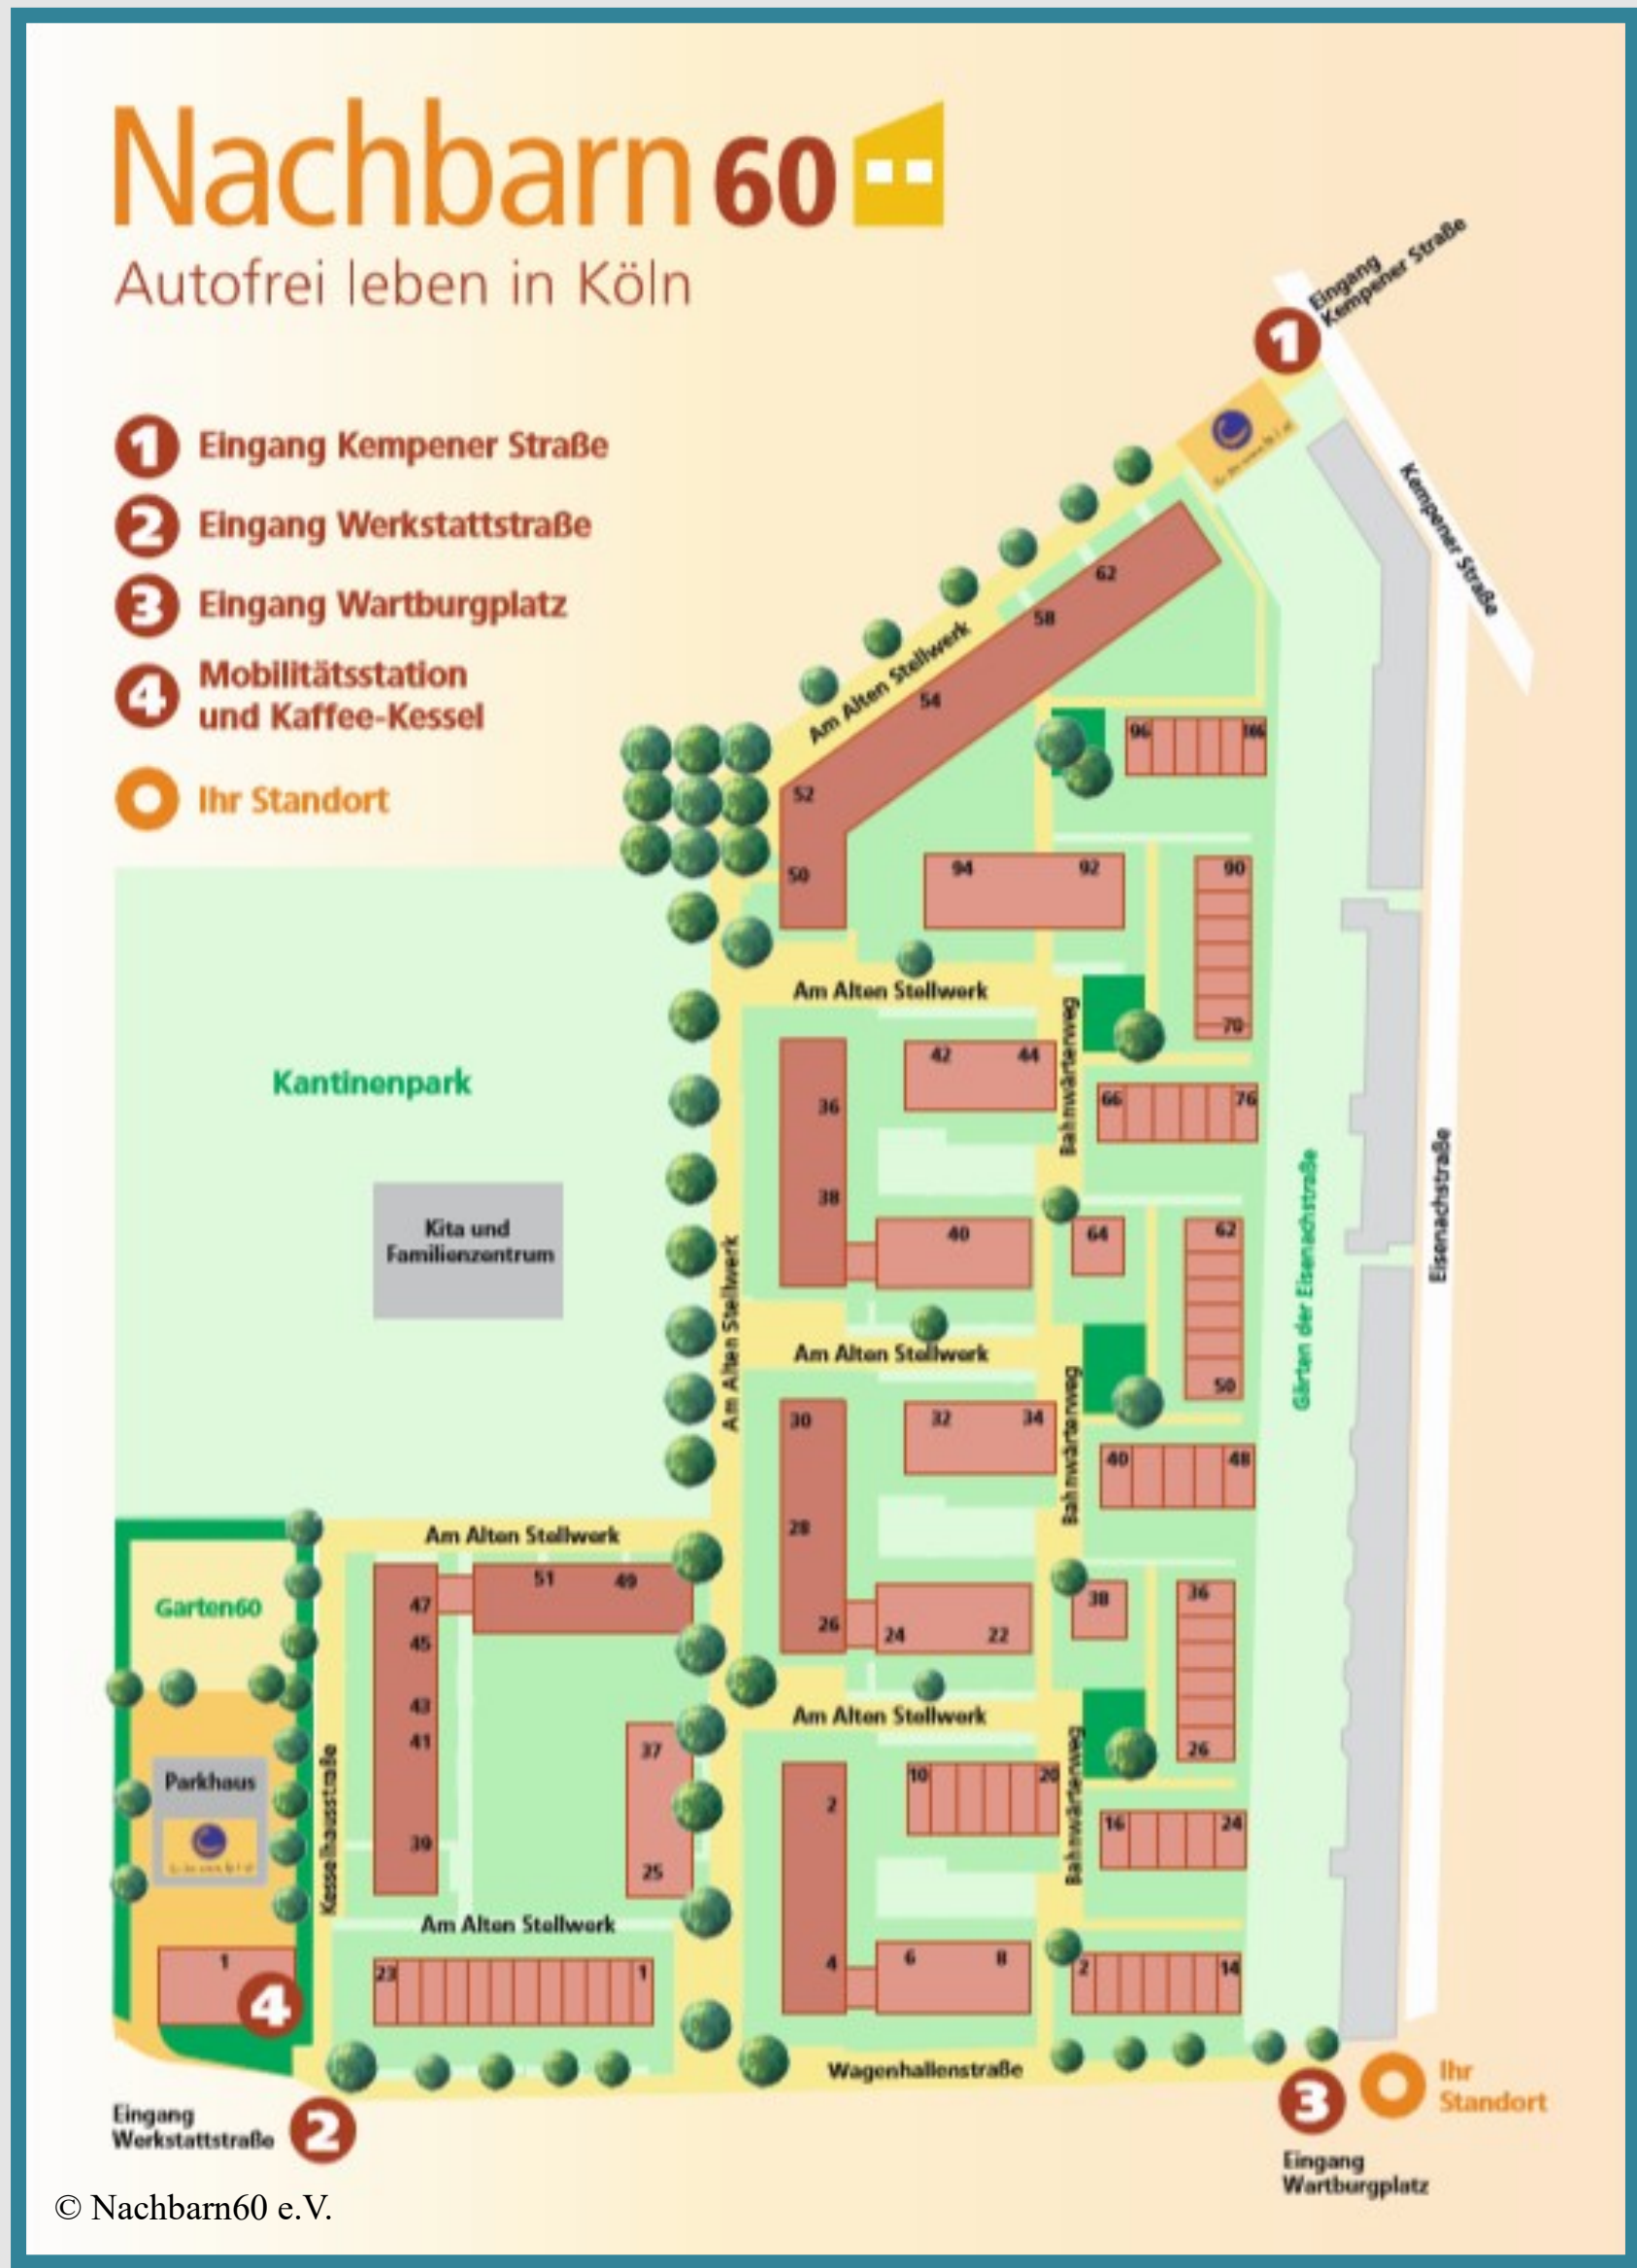 Nachbarn 60
Autofrei leben in Köln
1 Eingang Kempener Straße
2 Eingang Werkstattstraße
3 Eingang Wartburgplatz
4 Mobilitätsstation
und Kaffee-Kessel
Ihr Standort
1
Eingang
Kempener Straße
Kempener Straße
62
58
Am Alten Stellwerk
54
52
50
96
94 92
90
70
Am Alten Stellwerk
Bahnwärterweg
42 44
36
66 76
38
40
64
62
50
Kantinenpark
Kita und
Familienzentrum
Am Alten Stellwerk
Gärten der Eisenachstraße
Eisenachstraße
Am Alten Stellwerk
Bahnwärterweg
30
32 34
40 48
28
26
24 22
38
36
26
Am Alten Stellwerk
51 49
47
45
43
41
39
37
25
Garten60
Parkhaus
Kesselhausstraße
Am Alten Stellwerk
Bahnwärterweg
10 20
2
16 24
4
6 8
2 14
Am Alten Stellwerk
23 1
1
4
Wagenhallenstraße
Eingang
Werkstattstraße
2
3
Ihr
Standort
Eingang
Wartburgplatz
© Nachbarn60 e.V.